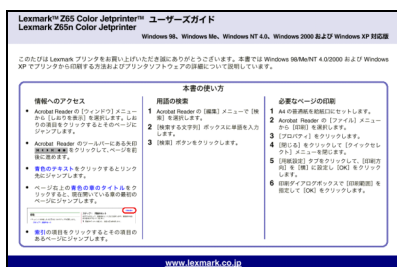 Lexmark™ Z65 Color Jetprinter™ ユーザーズガイド
Lexmark Z65n Color Jetprinter
Windows 98、Windows Me、Windows NT 4.0、Windows 2000 および Windows XP 対応版
このたびは Lexmark プリンタをお買い上げいただき誠にありがとうございます。本書では Windows 98/Me/NT 4.0/2000 および Windows
XP でプリンタから印刷する方法およびプリンタソフトウェアの詳細について説明しています。
本書の使い方
情報へのアクセス
• Acrobat Reader の［ウィンドウ］メニュー
から［しおりを表示］を選択します。しお
りの項目をクリックするとそのページに
ジャンプします。
• Acrobat Reader のツールバーにある矢印
をクリックして、ページを前
後に進めます。
• 青色のテキストをクリックするとリンク
先にジャンプします。
• ページ右上の青色の章のタイトルをク
リックすると、現在開いている章の最初の
ページにジャンプします。
• 索引の項目をクリックするとその項目の
あるページにジャンプします。
用語の検索
1 Acrobat Reader の［編集］メニューで［検
索］を選択します。
2 ［検索する文字列］ボックスに単語を入力
します。
3 ［検索］ボタンをクリックします。
必要なページの印刷
1 A4 の普通紙を給紙口にセットします。
2 Acrobat Reader の［ファイル］メニュー
から［印刷］を選択します。
3 ［プロパティ］をクリックします。
4 ［閉じる］をクリックして［クイックセレ
クト］メニューを閉じます。
5 ［用紙設定］タブをクリックして、［印刷方
向］を［横］に設定し［OK］をクリック
します。
6 印刷ダイアログボックスで［印刷範囲］を
指定して［OK］をクリックします。
www.lexmark.co.jp